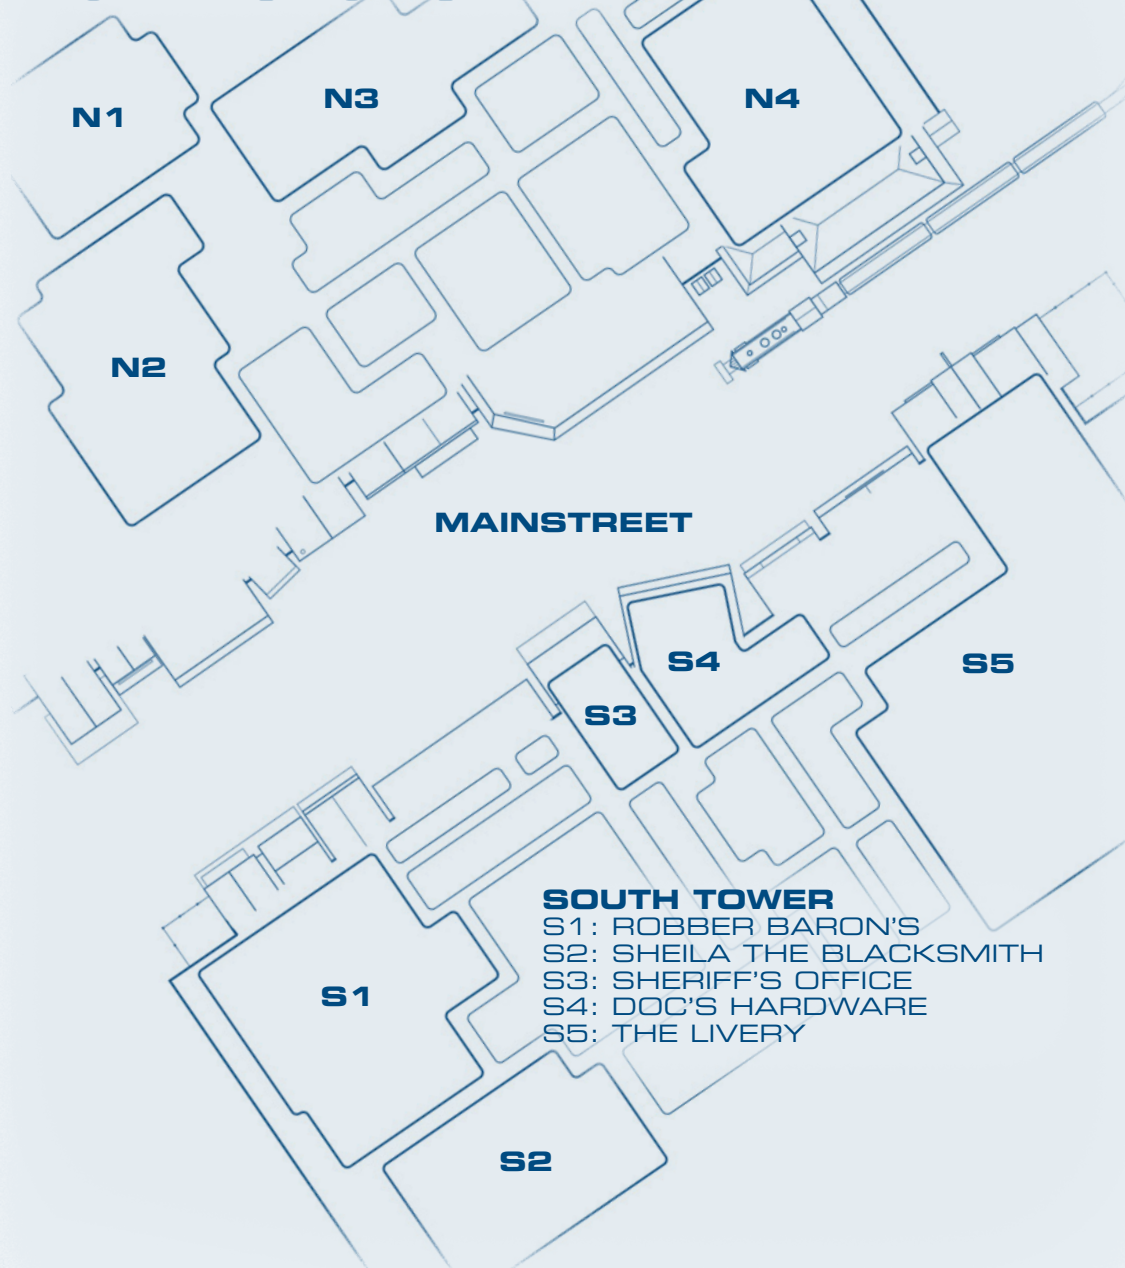 N1
N3
N4
N2
MAINSTREET
S4
S5
S3
SOUTH TOWER
S1: ROBBER BARON'S
S2: SHEILA THE BLACKSMITH
S3: SHERIFF'S OFFICE
S4: DOC'S HARDWARE
S5: THE LIVERY
S1
S2